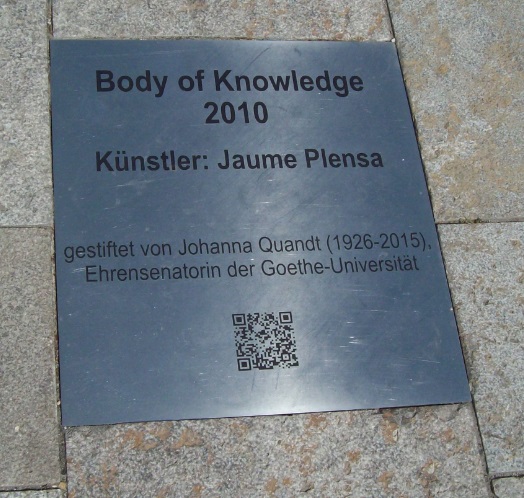 Body of Knowledge
2010
Künstler: Jaume Plensa
gestiftet von Johanna Quandt (1926-2015),
Ehrensenatorin der Goethe-Universität